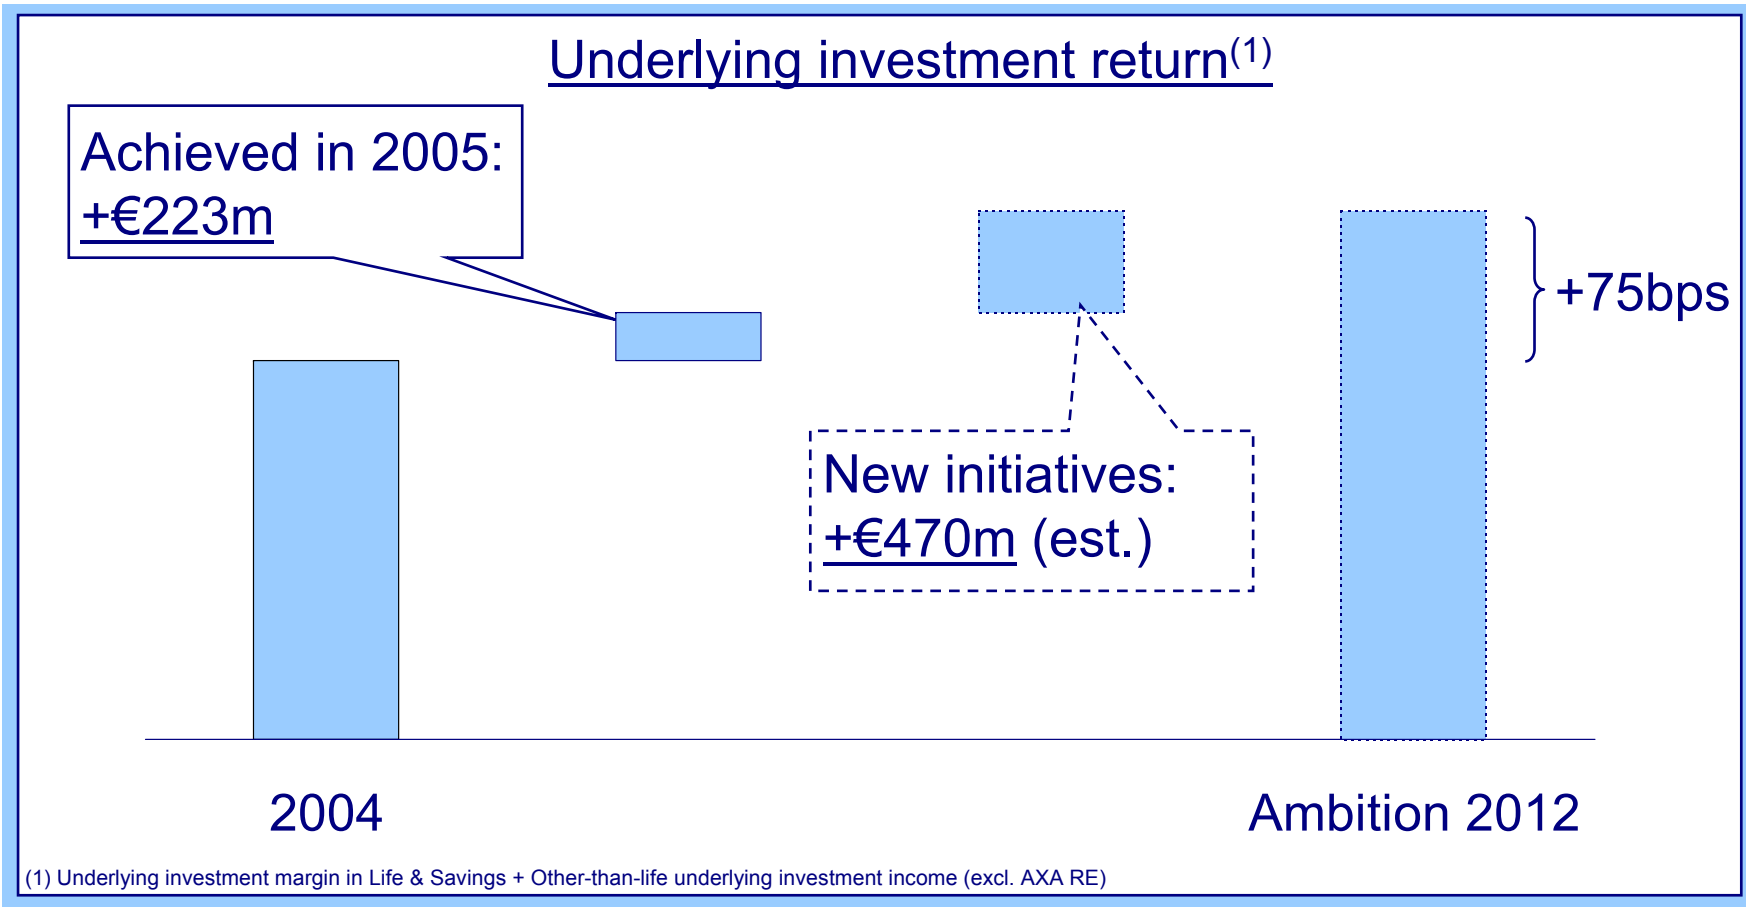 Underlying investment return(1)
Achieved in 2005:
+€223m
+75bps
New initiatives:
+€470m (est.)
2004
Ambition 2012
(1) Underlying investment margin in Life & Savings + Other-than-life underlying investment income (excl. AXA RE)